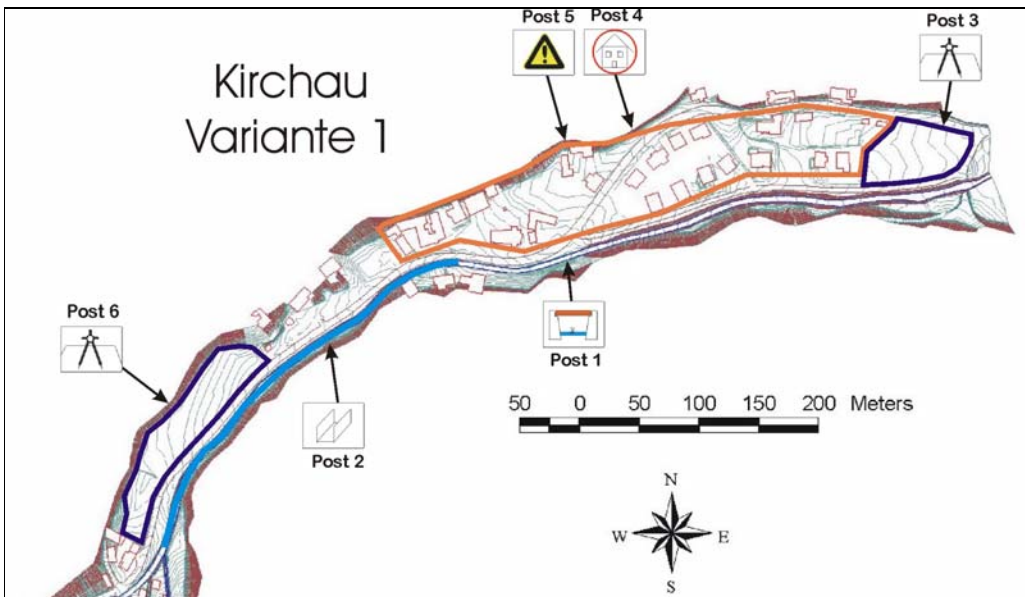 Post 5 Post 4 Post 3
Kirchau
Variante 1
Post 6
Post 1
Post 2
50 0 50 100 150 200 Meters
N
W E
S